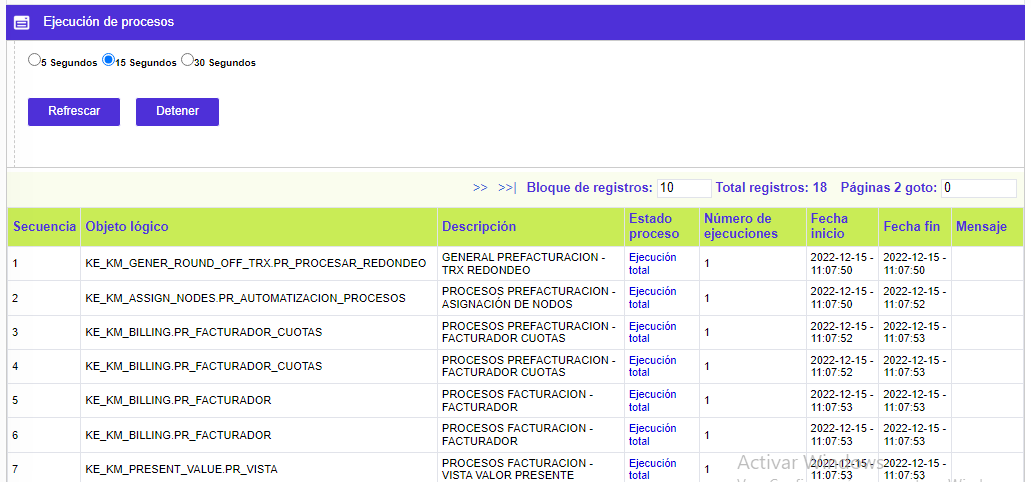 Ejecución de procesos
5 Segundos 15 Segundos 30 Segundos
Refrescar Detener
>> >>| Bloque de registros: 10 Total registros: 18 Páginas 2 goto: 0
Secuencia Objeto lógico Descripción Estado proceso Número de ejecuciones Fecha inicio Fecha fin Mensaje
1 KE_KM_GENER_ROUND_OFF_TRX.PR_PROCESAR_REDONDEO GENERAL PREFACTURACION - TRX REDONDEO Ejecución total 1 2022-12-15 - 11:07:50 2022-12-15 - 11:07:50
2 KE_KM_ASSIGN_NODES.PR_AUTOMATIZACION_PROCESOS PROCESOS PREFACTURACION - ASIGNACIÓN DE NODOS Ejecución total 1 2022-12-15 - 11:07:50 2022-12-15 - 11:07:52
3 KE_KM_BILLING.PR_FACTURADOR_CUOTAS PROCESOS PREFACTURACION - FACTURADOR CUOTAS Ejecución total 1 2022-12-15 - 11:07:52 2022-12-15 - 11:07:53
4 KE_KM_BILLING.PR_FACTURADOR_CUOTAS PROCESOS PREFACTURACION - FACTURADOR CUOTAS Ejecución total 1 2022-12-15 - 11:07:52 2022-12-15 - 11:07:53
5 KE_KM_BILLING.PR_FACTURADOR PROCESOS FACTURACION - FACTURADOR Ejecución total 1 2022-12-15 - 11:07:53 2022-12-15 - 11:07:53
6 KE_KM_BILLING.PR_FACTURADOR PROCESOS FACTURACION - FACTURADOR Ejecución total 1 2022-12-15 - 11:07:53 2022-12-15 - 11:07:53
7 KE_KM_PRESENT_VALUE.PR_VISTA PROCESOS FACTURACION - VISTA VALOR PRESENTE Ejecución total 1 2022-12-15 - 11:07:53 2022-12-15 - 11:07:53
Activar Windows